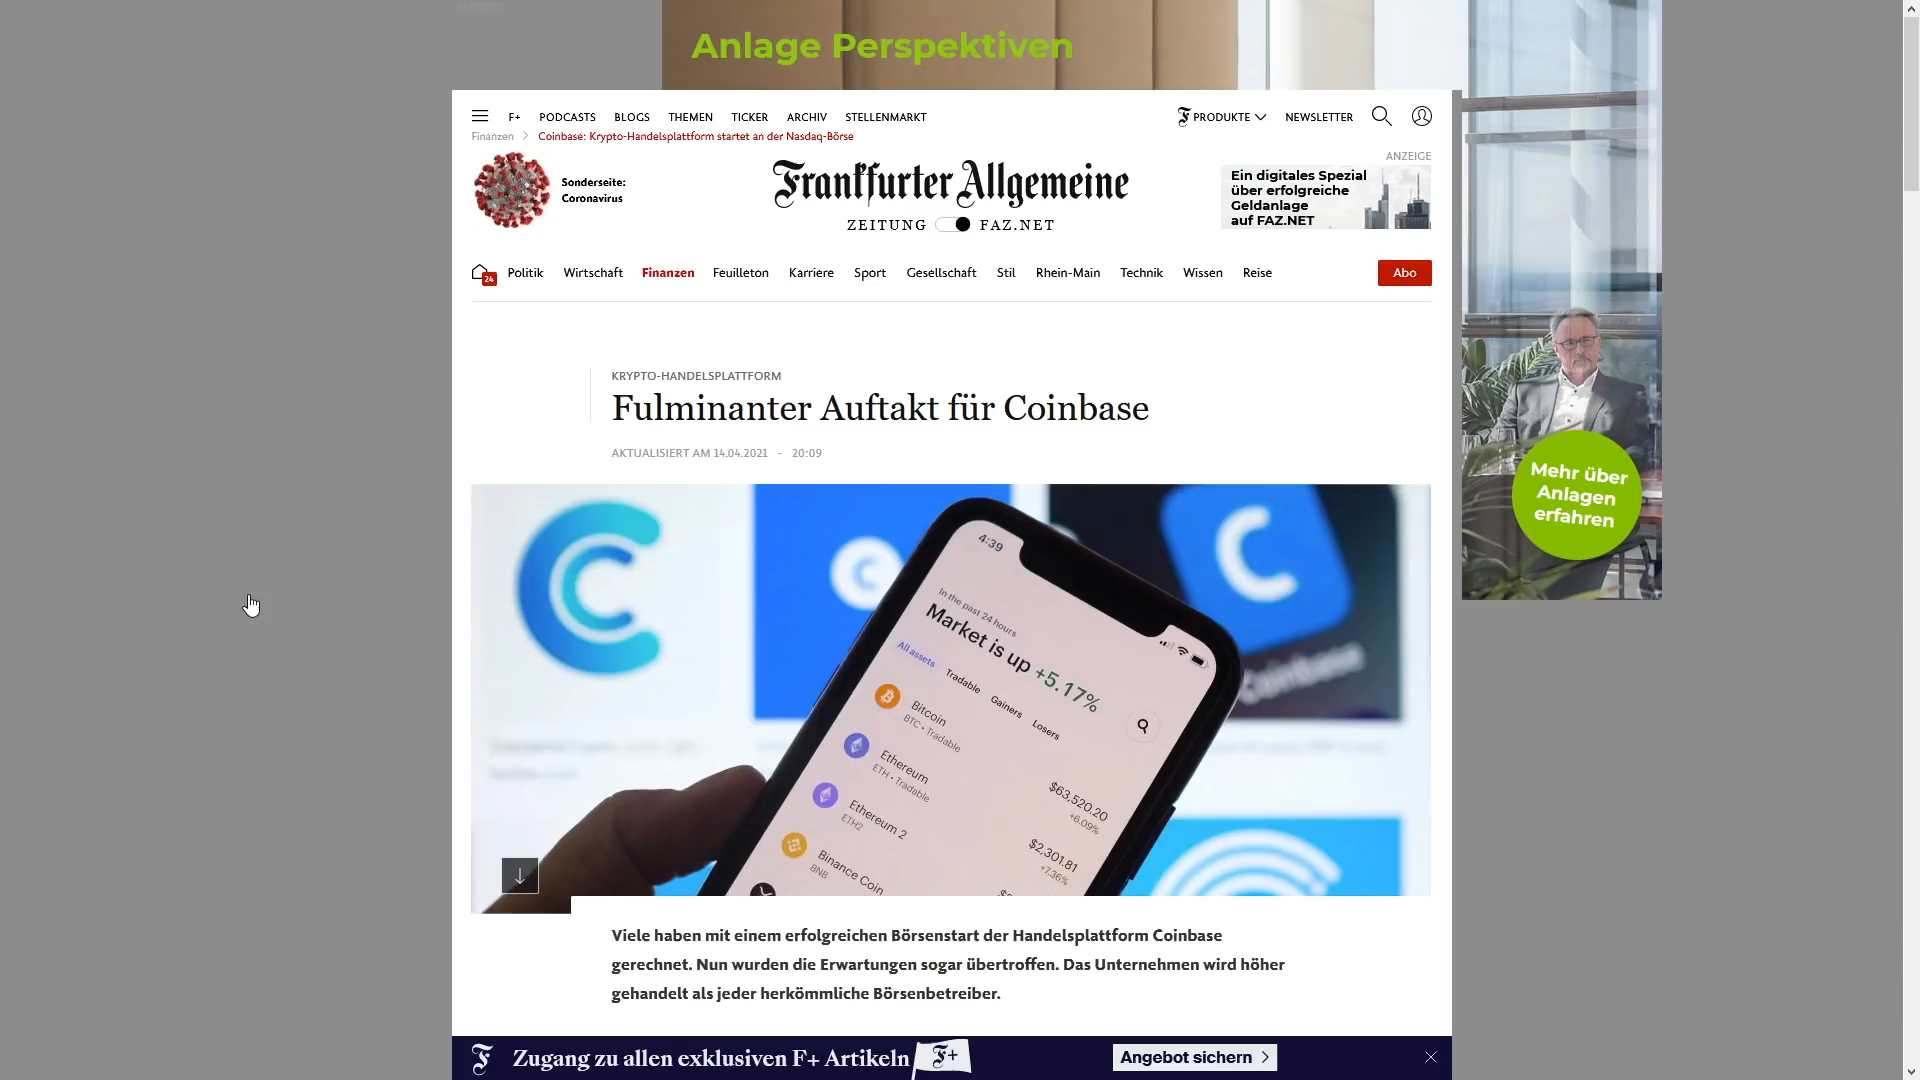 ANZEIGE
Anlage Perspektiven
F+ PODCASTS BLOGS THEMEN TICKER ARCHIV STELLENMARKT
PRODUKTE NEWSLETTER
Finanzen > Coinbase: Krypto-Handelsplattform startet an der Nasdaq-Börse
Sonderseite:
Coronavirus
Frankfurter Allgemeine
ZEITUNG FAZ.NET
ANZEIGE
Ein digitales Spezial
über erfolgreiche
Geldanlage
auf FAZ.NET
24 Politik Wirtschaft Finanzen Feuilleton Karriere Sport Gesellschaft Stil Rhein-Main Technik Wissen Reise
Abo
KRYPTO-HANDELSPLATTFORM
Fulminanter Auftakt für Coinbase
AKTUALISIERT AM 14.04.2021 - 20:09
Mehr über
Anlagen
erfahren
4:39
In the past 24 hours
Market is up +5.17%
All assets Tradable Gainers Losers
Bitcoin
BTC • Tradable
$63,520.20
+6.09%
Ethereum
ETH • Tradable
$2,301.81
+7.36%
Ethereum 2
ETH2
Binance Coin
BNB
Coinbase
Viele haben mit einem erfolgreichen Börsenstart der Handelsplattform Coinbase
gerechnet. Nun wurden die Erwartungen sogar übertroffen. Das Unternehmen wird höher
gehandelt als jeder herkömmliche Börsenbetreiber.
Zugang zu allen exklusiven F+ Artikeln F+
Angebot sichern >